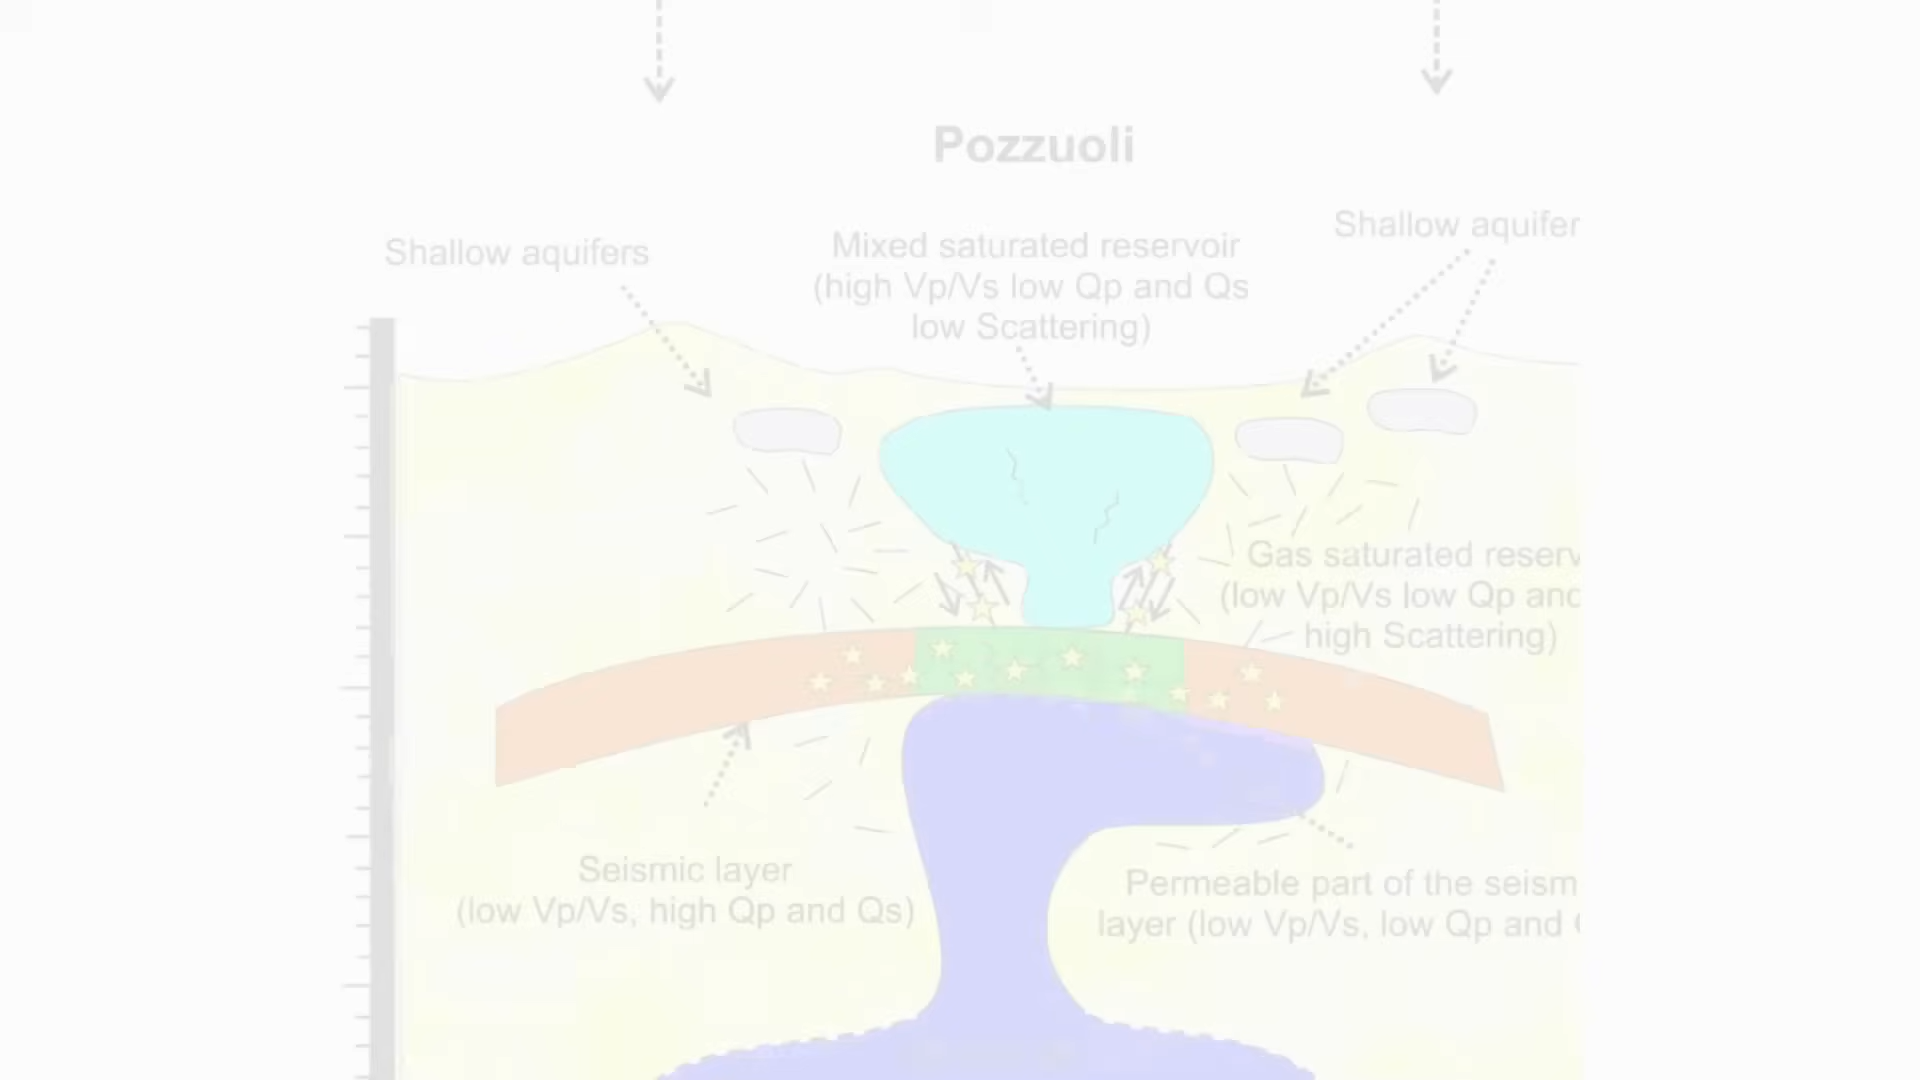 Pozzuoli
Shallow aquifers
Mixed saturated reservoir
(high Vp/Vs low Qp and Qs
low Scattering)
Shallow aquifer
Gas saturated reserv
(low Vp/Vs low Qp and
high Scattering)
Seismic layer
(low Vp/Vs, high Qp and Qs)
Permeable part of the seism
layer (low Vp/Vs, low Qp and